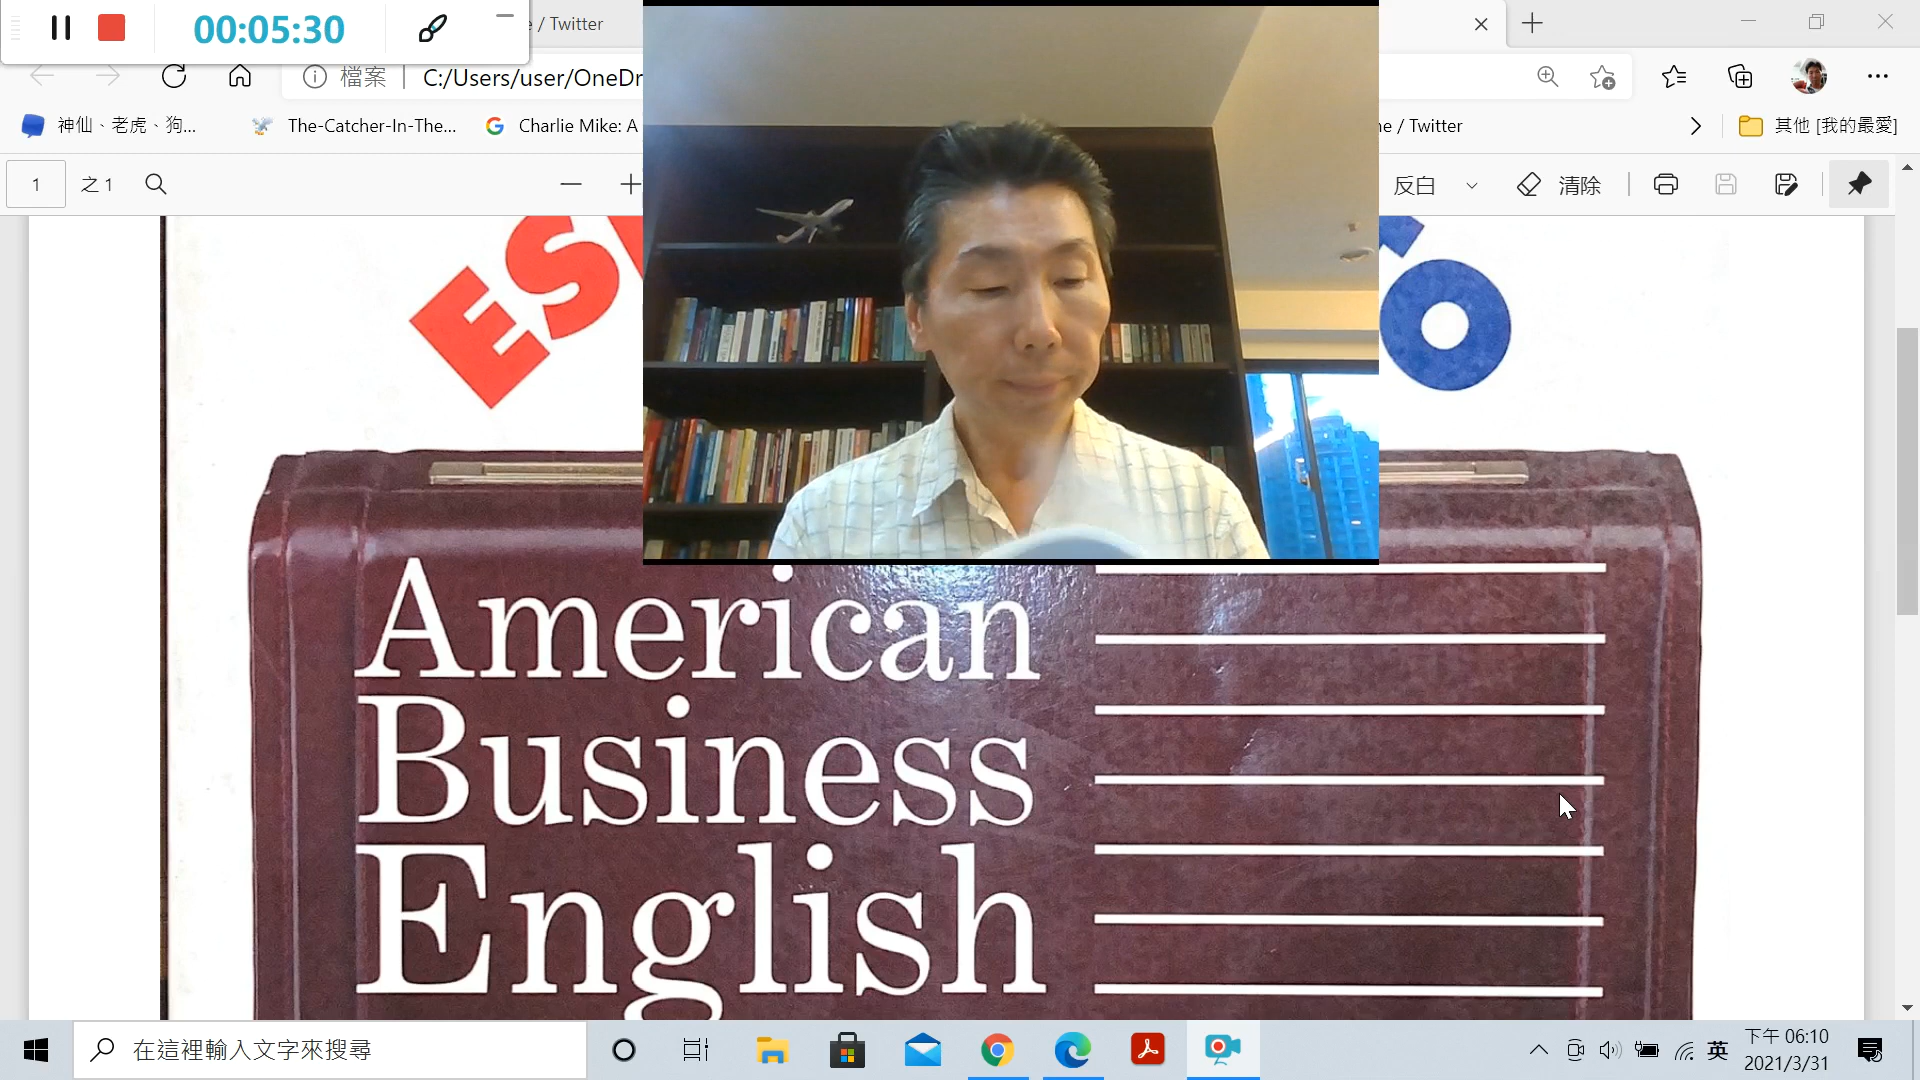 00:05:30
e / Twitter
檔案
C:/Users/user/OneDr
神仙、老虎、狗...
The-Catcher-In-The...
Charlie Mike: A
ne / Twitter
其他 [我的最愛]
1
之 1
反白
清除
ES
O
American
Business
English
在這裡輸入文字來搜尋
英
下午 06:10
2021/3/31